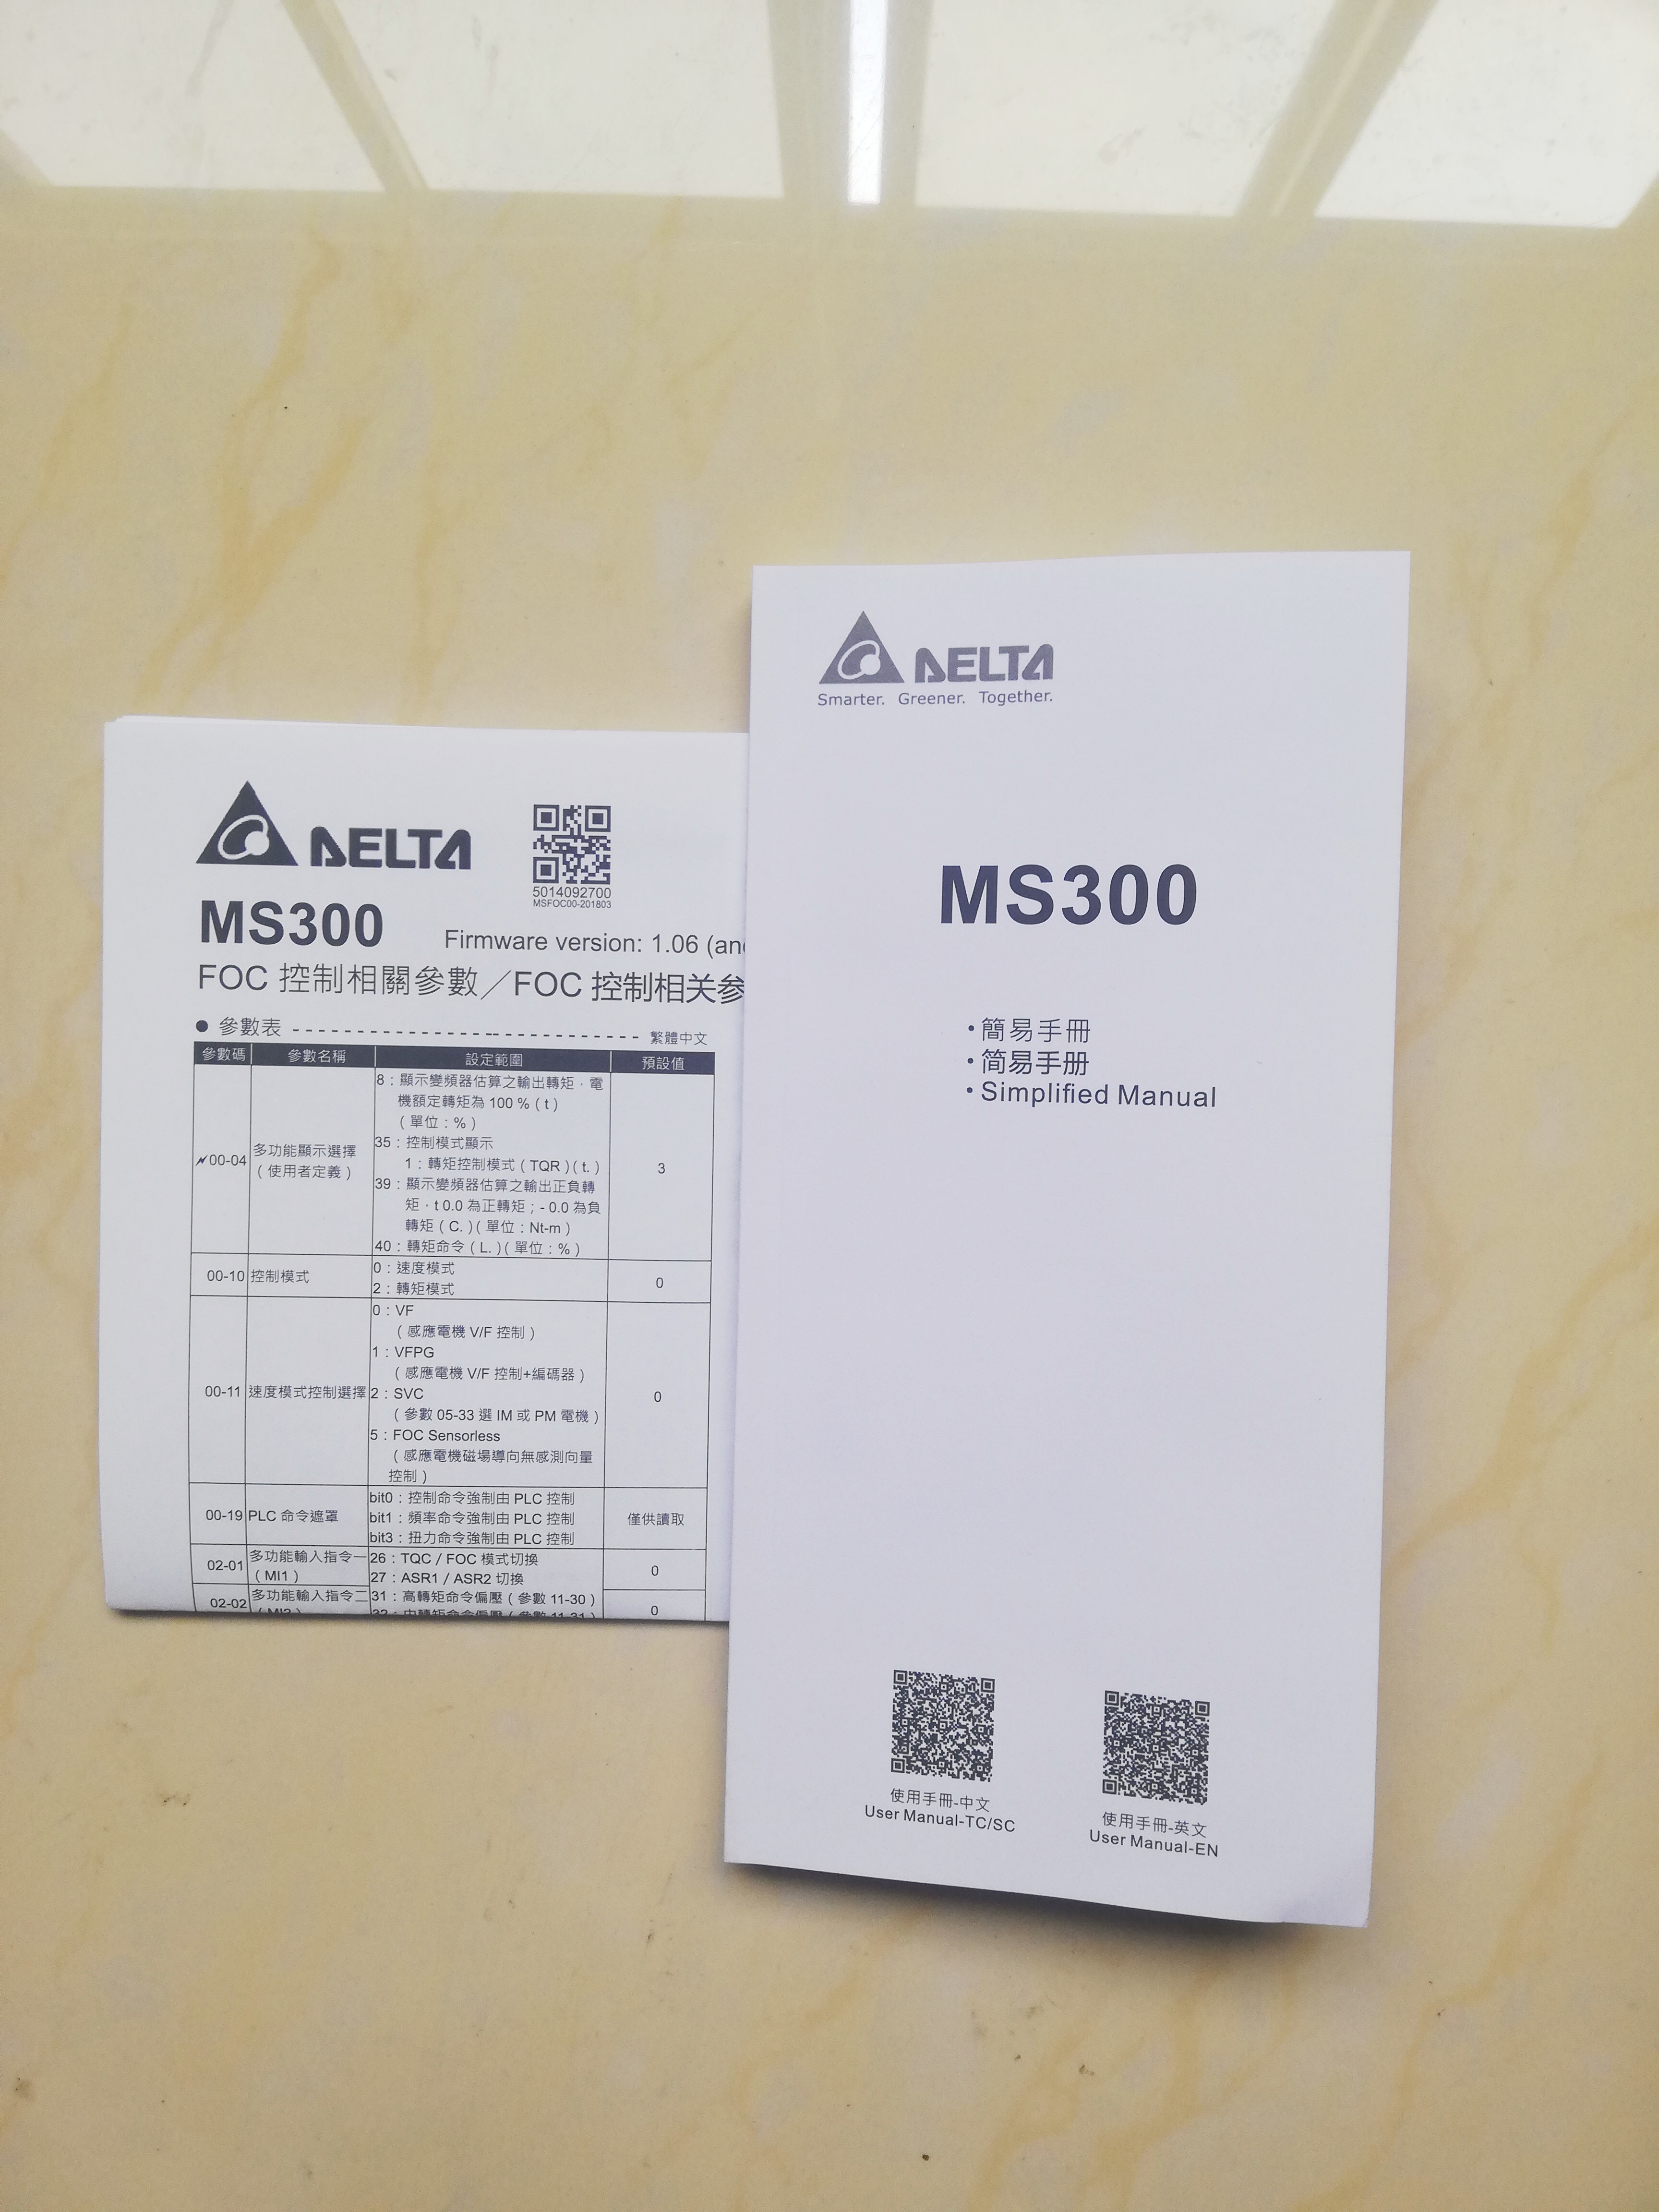 DELTA
5014092700
MSFOC00-201803
MS300
Firmware version: 1.06 (and
FOC 控制相關參數／FOC 控制相关参
● 參數表 繁體中文
參數碼 參數名稱 設定範圍 預設值
00-04 多功能顯示選擇
（使用者定義）
8：顯示變頻器估算之輸出轉矩，電
機額定轉矩為 100 %（t）
（單位：%）
35：控制模式顯示
1：轉矩控制模式（TQR）( t. )
39：顯示變頻器估算之輸出正負轉
矩，t 0.0 為正轉矩；- 0.0 為負
轉矩（C. )（單位：Nt-m）
40：轉矩命令（L. )（單位：%）
3
00-10 控制模式
0：速度模式
2：轉矩模式
0
00-11 速度模式控制選擇
0：VF
（感應電機 V/F 控制）
1：VFPG
（感應電機 V/F 控制+編碼器）
2：SVC
（參數 05-33 選 IM 或 PM 電機）
5：FOC Sensorless
（感應電機磁場導向無感測向量
控制）
0
00-19 PLC 命令遮罩
bit0：控制命令強制由 PLC 控制
bit1：頻率命令強制由 PLC 控制
bit3：扭力命令強制由 PLC 控制
僅供讀取
02-01 多功能輸入指令一
（MI1）
26：TQC / FOC 模式切換
27：ASR1 / ASR2 切換
0
02-02 多功能輸入指令二
（MI2）
31：高轉矩命令偏壓（參數 11-30）
32：中轉矩命令偏壓（參數 11-31）
0
DELTA
Smarter. Greener. Together.
MS300
・簡易手冊
・简易手册
・Simplified Manual
使用手冊-中文
User Manual-TC/SC
使用手冊-英文
User Manual-EN